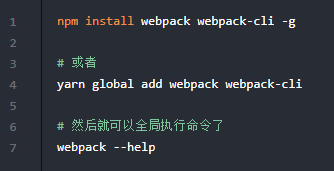 1 npm install webpack webpack-cli -g
2
3 # 或者
4 yarn global add webpack webpack-cli
5
6 # 然后就可以全局执行命令了
7 webpack --help